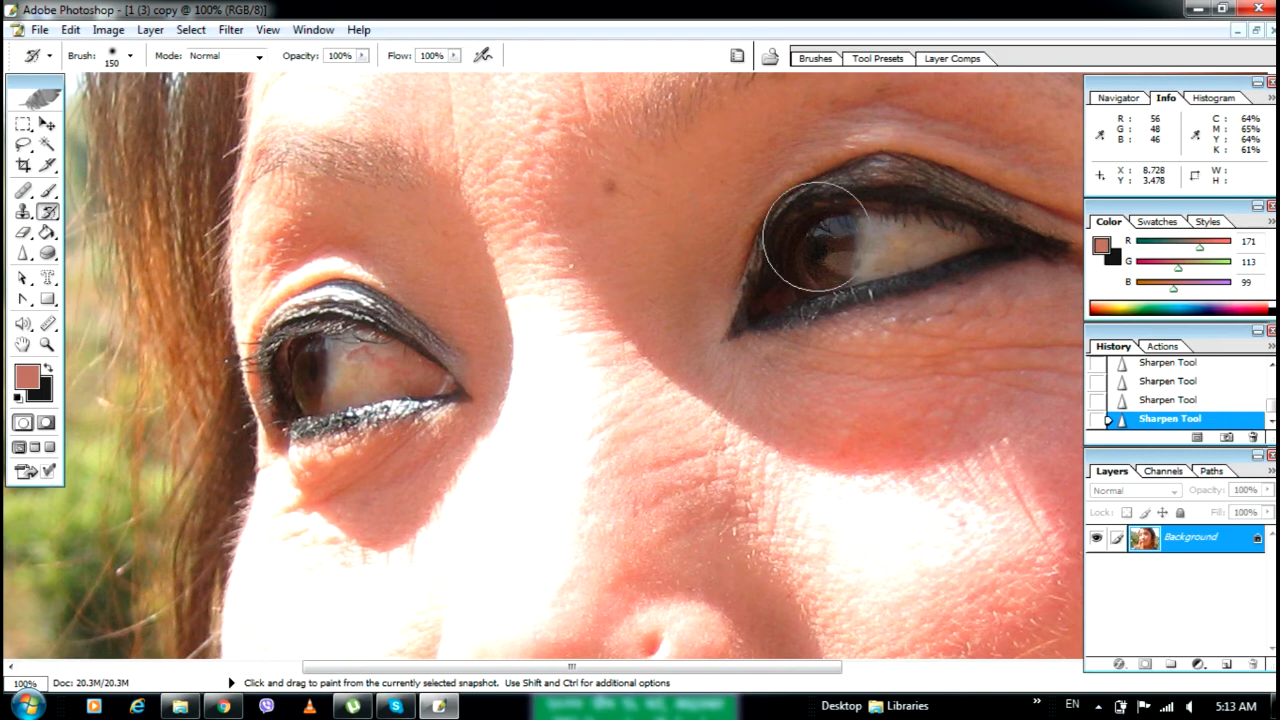 Adobe Photoshop - [1 (3) copy @ 100% (RGB/8)]
File Edit Image Layer Select Filter View Window Help
Brush: 150 Mode: Normal Opacity: 100% Flow: 100% Brushes Tool Presets Layer Comps
Navigator Info Histogram
R : 56 C : 64%
G : 48 M : 65%
B : 46 Y : 64%
K : 61%
X : 8.728 W :
Y : 3.478 H :
Color Swatches Styles
R 171
G 113
B 99
History Actions
Sharpen Tool
Sharpen Tool
Sharpen Tool
Sharpen Tool
Layers Channels Paths
Normal Opacity: 100%
Lock: Fill: 100%
Background
100% Doc: 20.3M/20.3M Click and drag to paint from the currently selected snapshot. Use Shift and Ctrl for additional options
Desktop Libraries EN 5:13 AM